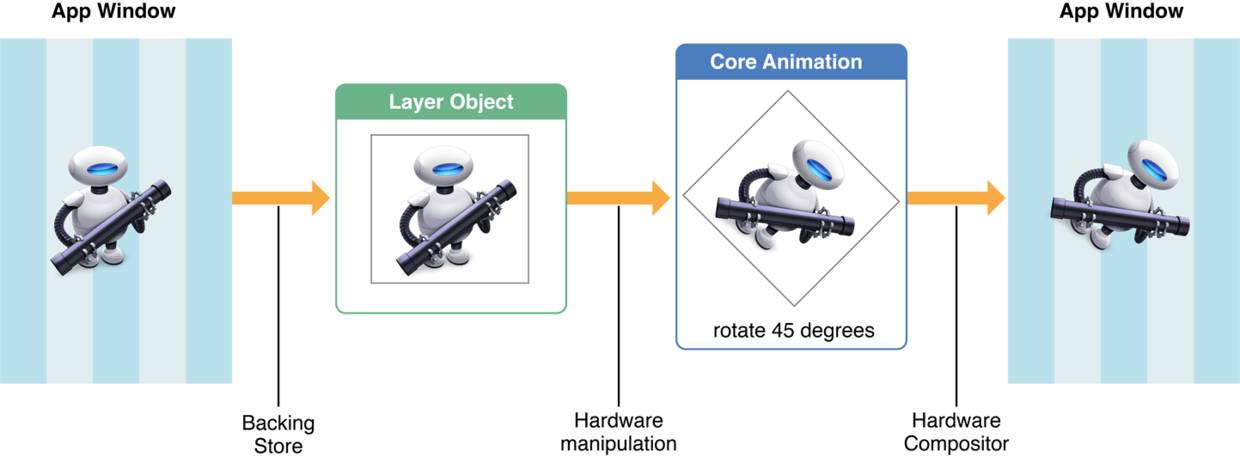 App Window
Layer Object
Core Animation
rotate 45 degrees
App Window
Backing
Store
Hardware
manipulation
Hardware
Compositor